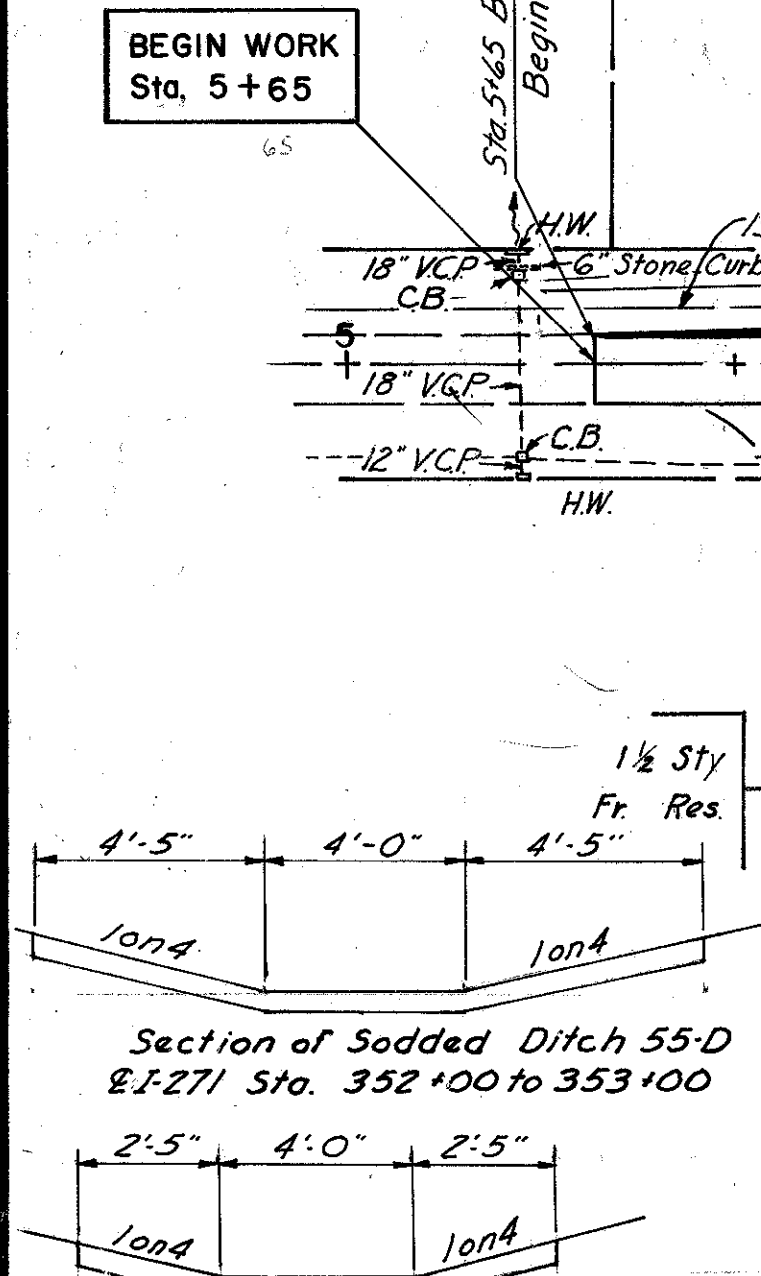 BEGIN WORK
Sta. 5+65
Sta. 5+65
Begin
65
H.W.
18" V.C.P.
6" Stone Curb
C.B.
5
18" V.C.P.
C.B.
12" V.C.P.
H.W.
1½ Sty
Fr. Res.
4'-5" 4'-0" 4'-5"
1on4 1on4
Section of Sodded Ditch 55-D
℄ I-271 Sta. 352+00 to 353+00
2'-5" 4'-0" 2'-5"
1on4 1on4